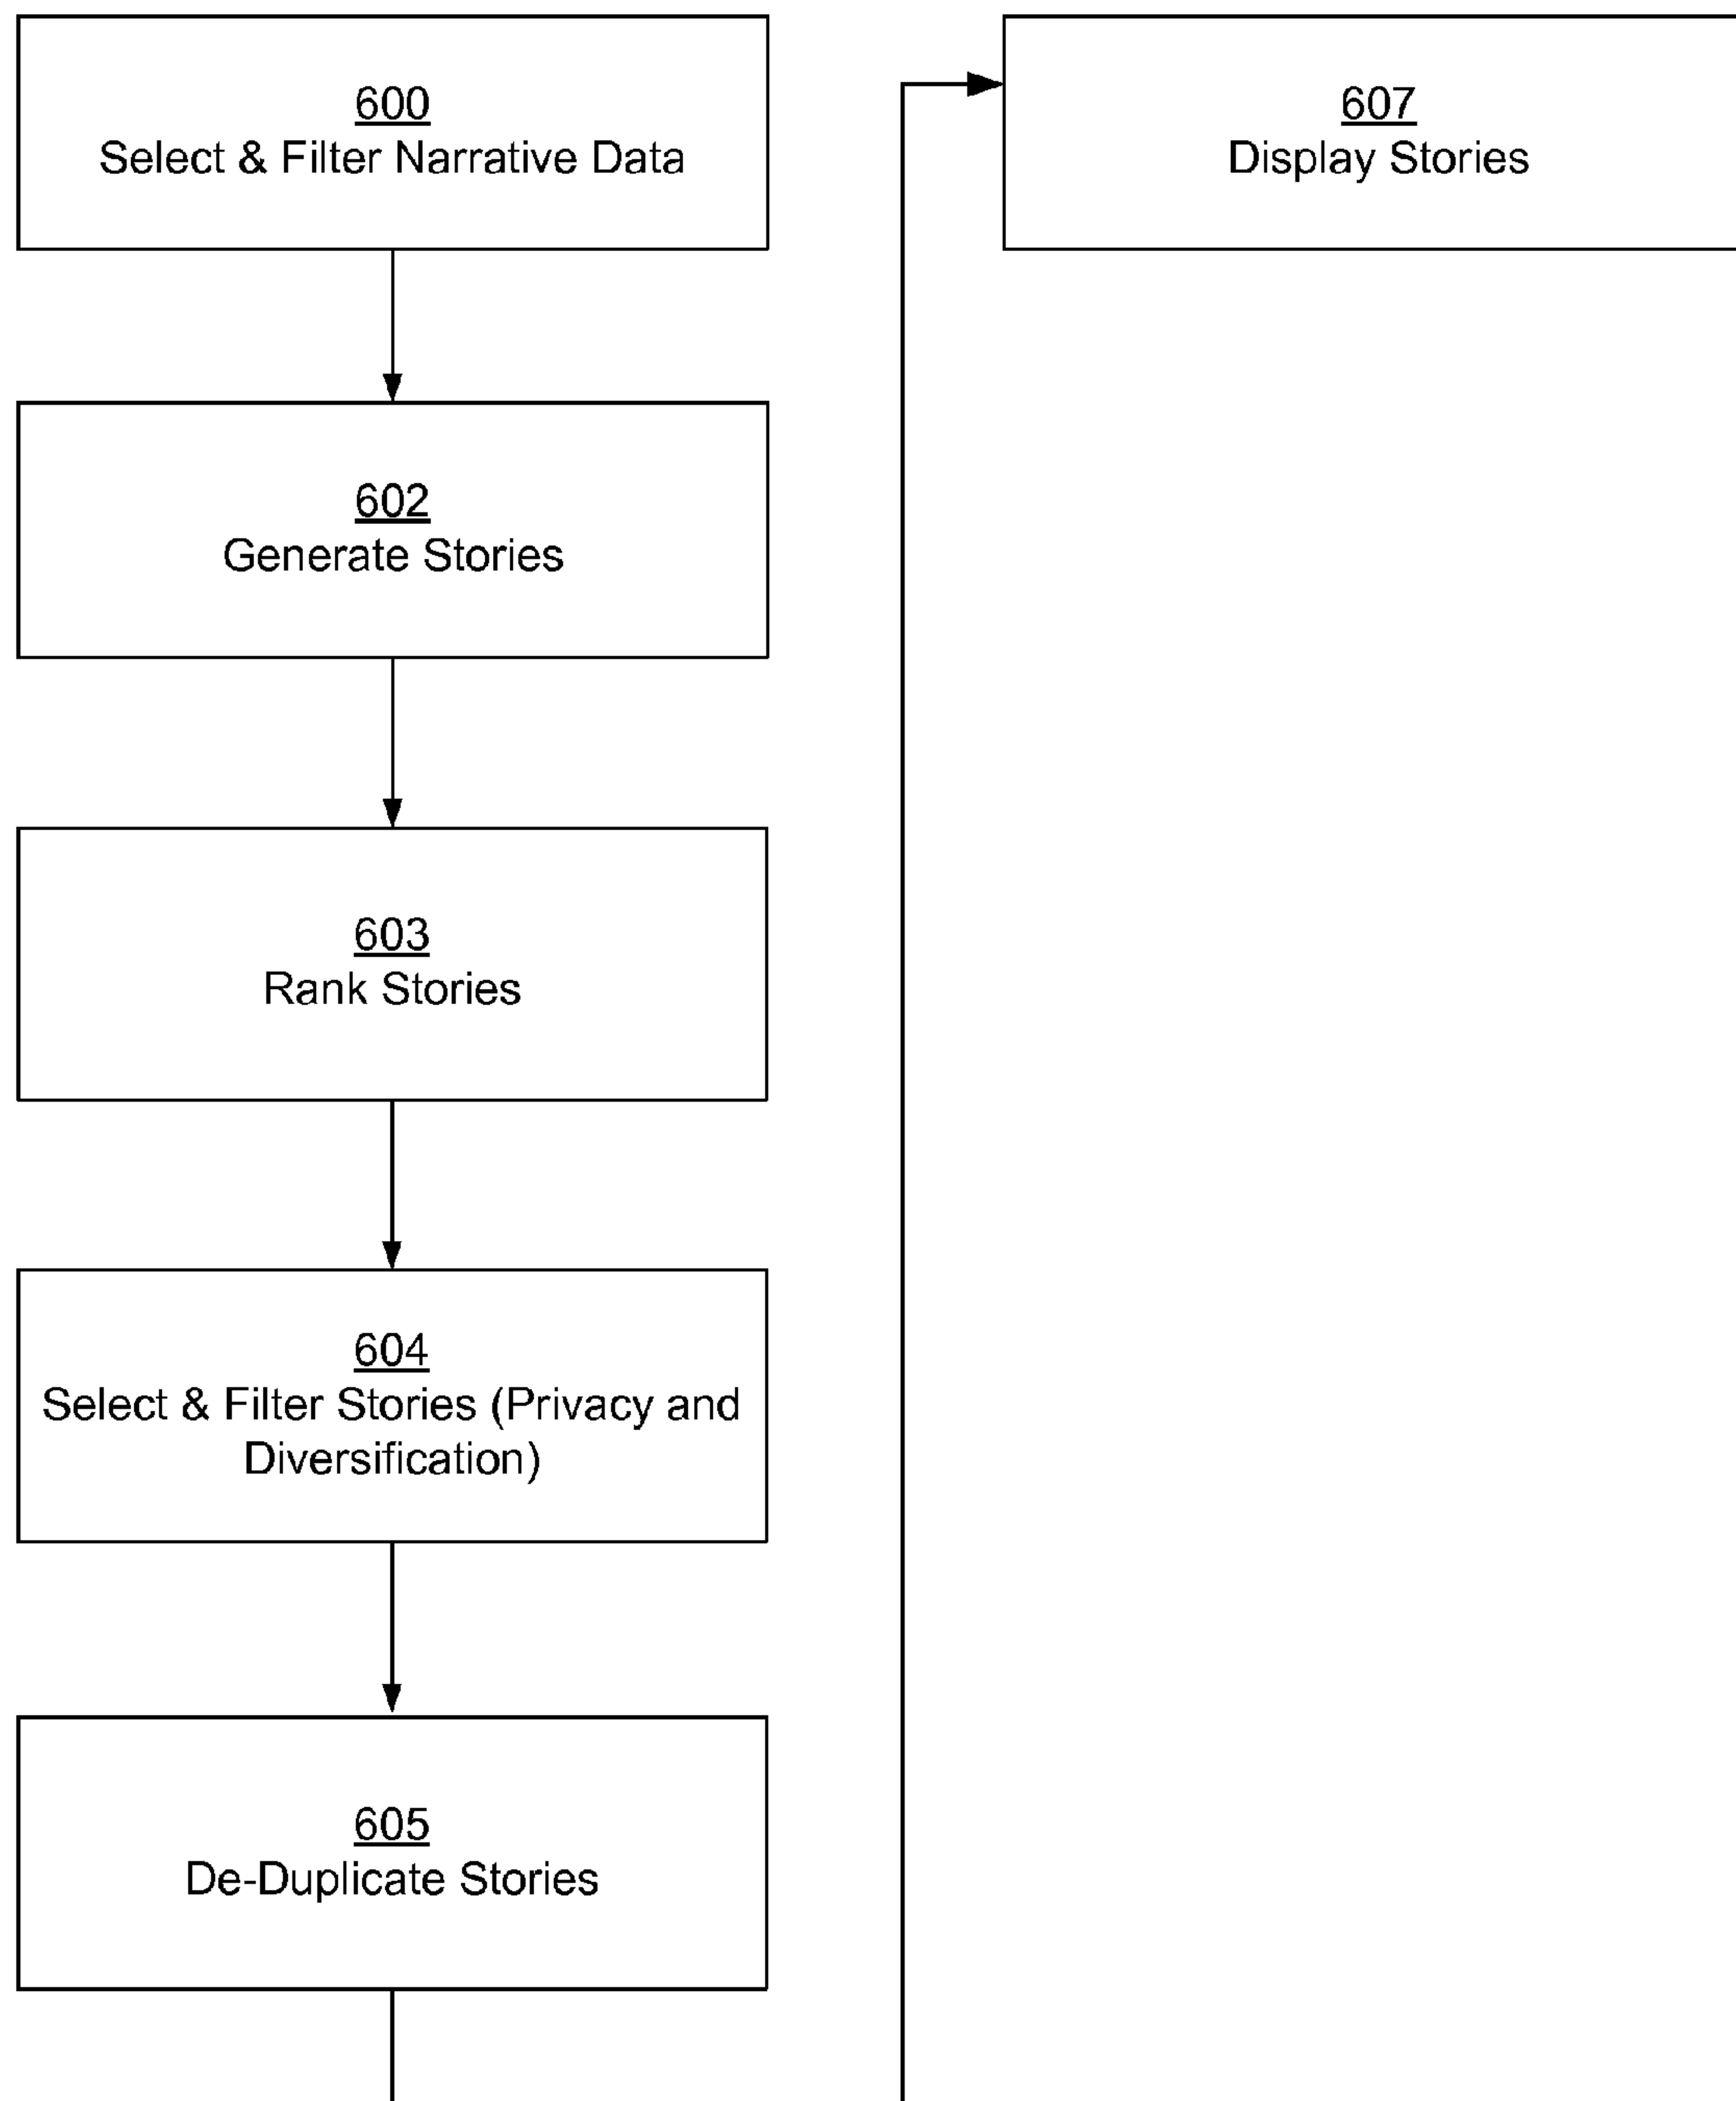 600
Select & Filter Narrative Data
602
Generate Stories
603
Rank Stories
604
Select & Filter Stories (Privacy and
Diversification)
605
De-Duplicate Stories
607
Display Stories